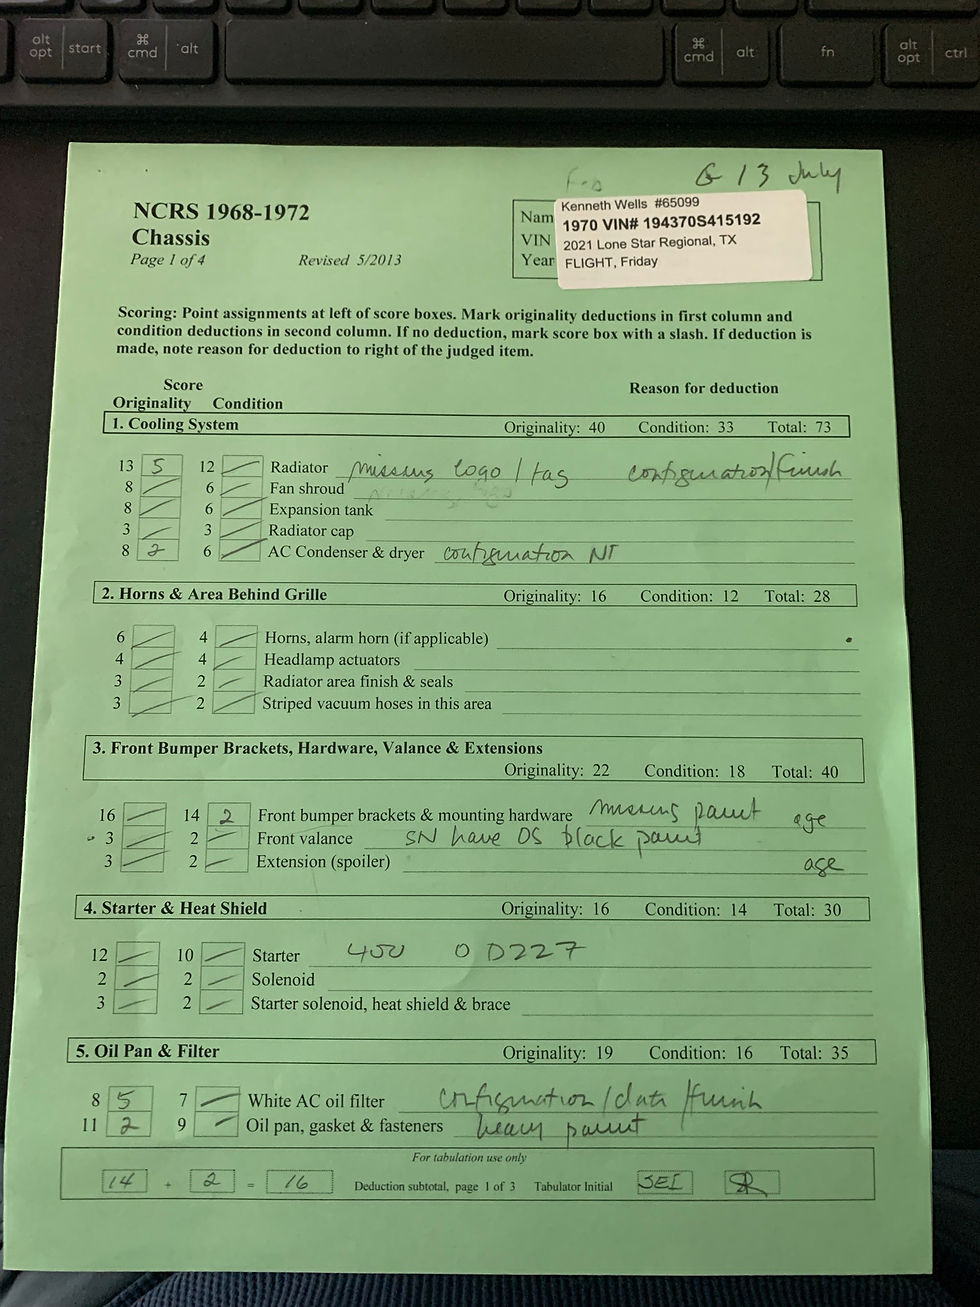 alt opt start ⌘ cmd alt ⌘ cmd alt fn alt opt ctrl
G 13 July
NCRS 1968-1972
Chassis
Page 1 of 4 Revised 5/2013
Nam
VIN
Year
Kenneth Wells #65099
1970 VIN# 194370S415192
2021 Lone Star Regional, TX
FLIGHT, Friday
Scoring: Point assignments at left of score boxes. Mark originality deductions in first column and
condition deductions in second column. If no deduction, mark score box with a slash. If deduction is
made, note reason for deduction to right of the judged item.
Score
Originality Condition Reason for deduction
1. Cooling System Originality: 40 Condition: 33 Total: 73
13 5 12 Radiator missing logo / tag configuration/finish
8 6 Fan shroud
8 6 Expansion tank
3 3 Radiator cap
8 2 6 AC Condenser & dryer configuration NT
2. Horns & Area Behind Grille Originality: 16 Condition: 12 Total: 28
6 4 Horns, alarm horn (if applicable)
4 4 Headlamp actuators
3 2 Radiator area finish & seals
3 2 Striped vacuum hoses in this area
3. Front Bumper Brackets, Hardware, Valance & Extensions
Originality: 22 Condition: 18 Total: 40
16 14 2 Front bumper brackets & mounting hardware missing paint age
3 2 Front valance SN have OS black paint
3 2 Extension (spoiler) age
4. Starter & Heat Shield Originality: 16 Condition: 14 Total: 30
12 10 Starter 0 D227
2 2 Solenoid
3 2 Starter solenoid, heat shield & brace
5. Oil Pan & Filter Originality: 19 Condition: 16 Total: 35
8 5 7 White AC oil filter configuration / date / finish
11 2 9 Oil pan, gasket & fasteners heavy paint
For tabulation use only
14 + 2 = 16 Deduction subtotal, page 1 of 3 Tabulator Initial JEI